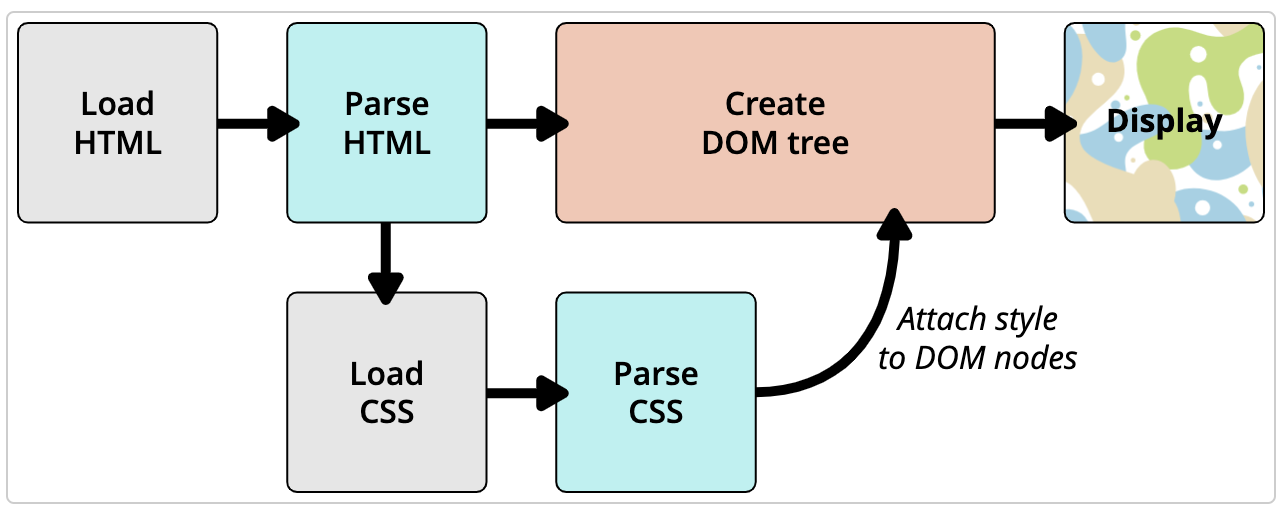 Load
HTML
Parse
HTML
Create
DOM tree
Display
Load
CSS
Parse
CSS
Attach style
to DOM nodes